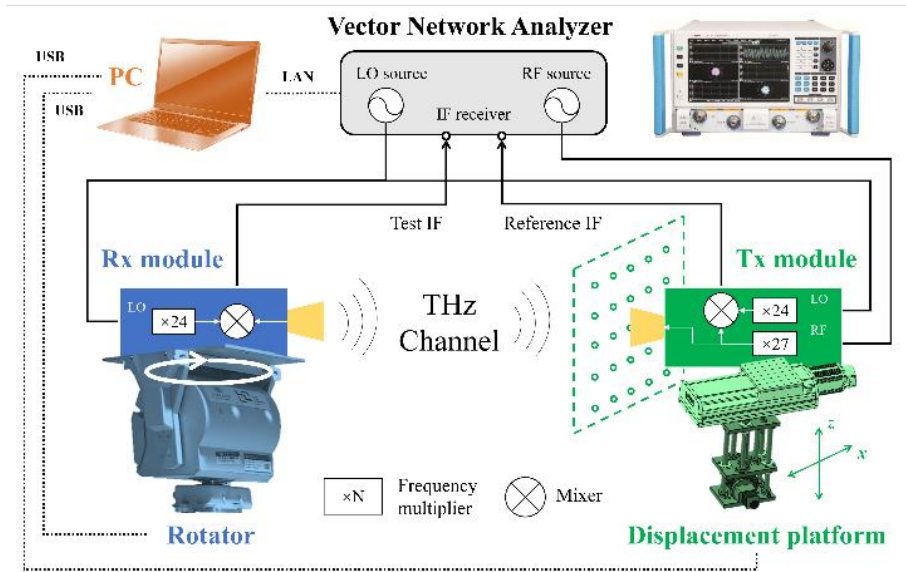 Vector Network Analyzer
USB
PC
USB
LAN
LO source
RF source
IF receiver
Test IF
Reference IF
Rx module
Tx module
LO
×24
THz
Channel
LO
×24
RF
×27
z
x
×N
Frequency
multiplier
Mixer
Rotator
Displacement platform